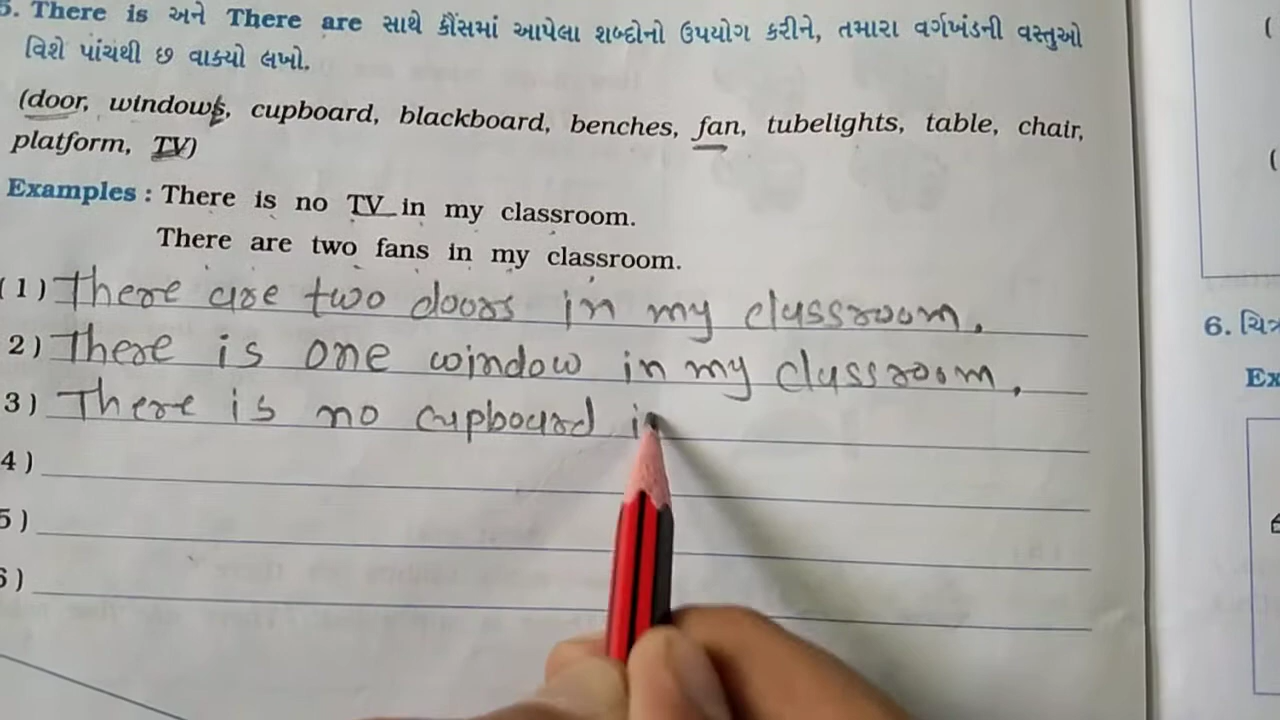 5. There is અને There are સાથે કૌંસમાં આપેલા શબ્દોનો ઉપયોગ કરીને, તમારા વર્ગખંડની વસ્તુઓ
વિશે પાંચથી છ વાક્યો લખો.
(door, windows, cupboard, blackboard, benches, fan, tubelights, table, chair,
platform, TV)
Examples : There is no TV in my classroom.
There are two fans in my classroom.
(1) There are two doors in my classroom.
2) There is one window in my classroom.
3) There is no cupboard in
4)
5)
6)
6. ચિત્ર
Ex